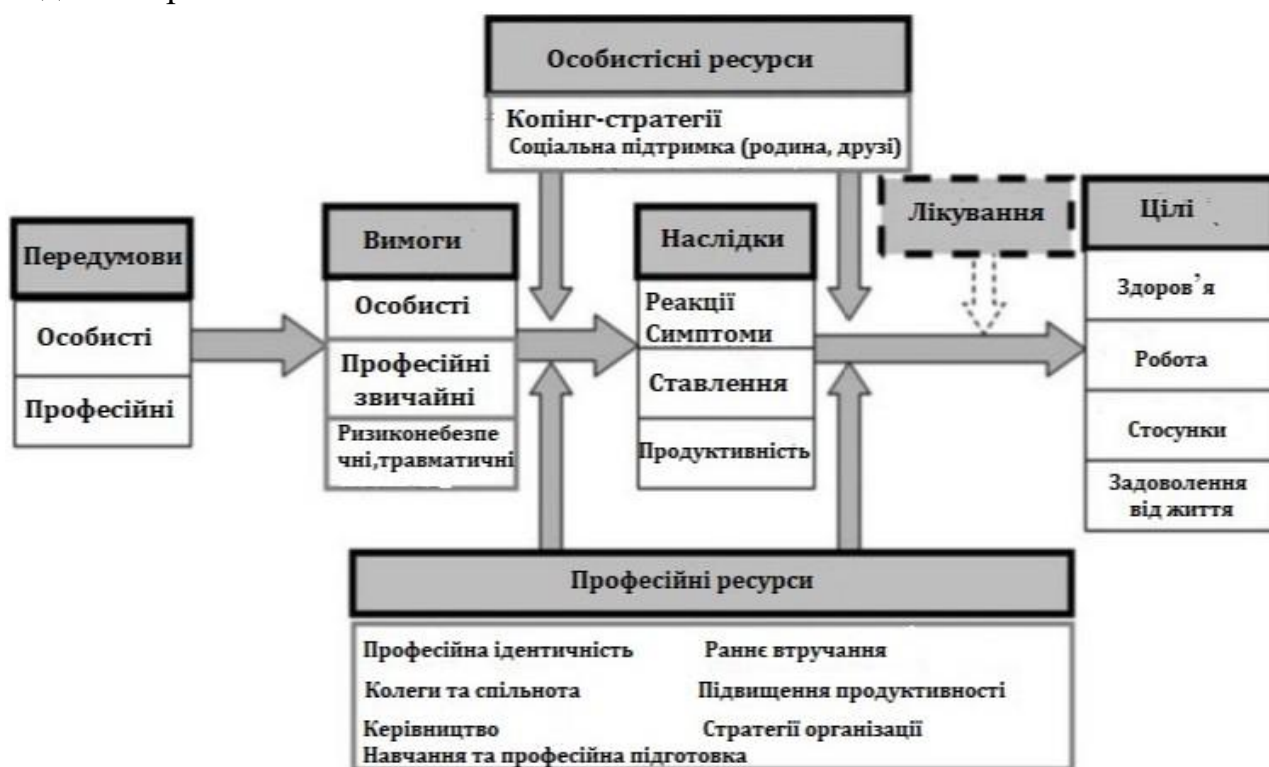 Особистісні ресурси
Копінг-стратегії
Соціальна підтримка (родина, друзі)
Передумови
Особисті
Професійні
Вимоги
Особисті
Професійні
звичайні
Ризиконебезпе
чні,травматичні
Наслідки
Реакції
Симптоми
Ставлення
Продуктивність
Лікування
Цілі
Здоров’я
Робота
Стосунки
Задоволення
від життя
Професійні ресурси
Професійна ідентичність
Раннє втручання
Колеги та спільнота
Підвищення продуктивності
Керівництво
Стратегії організації
Навчання та професійна підготовка